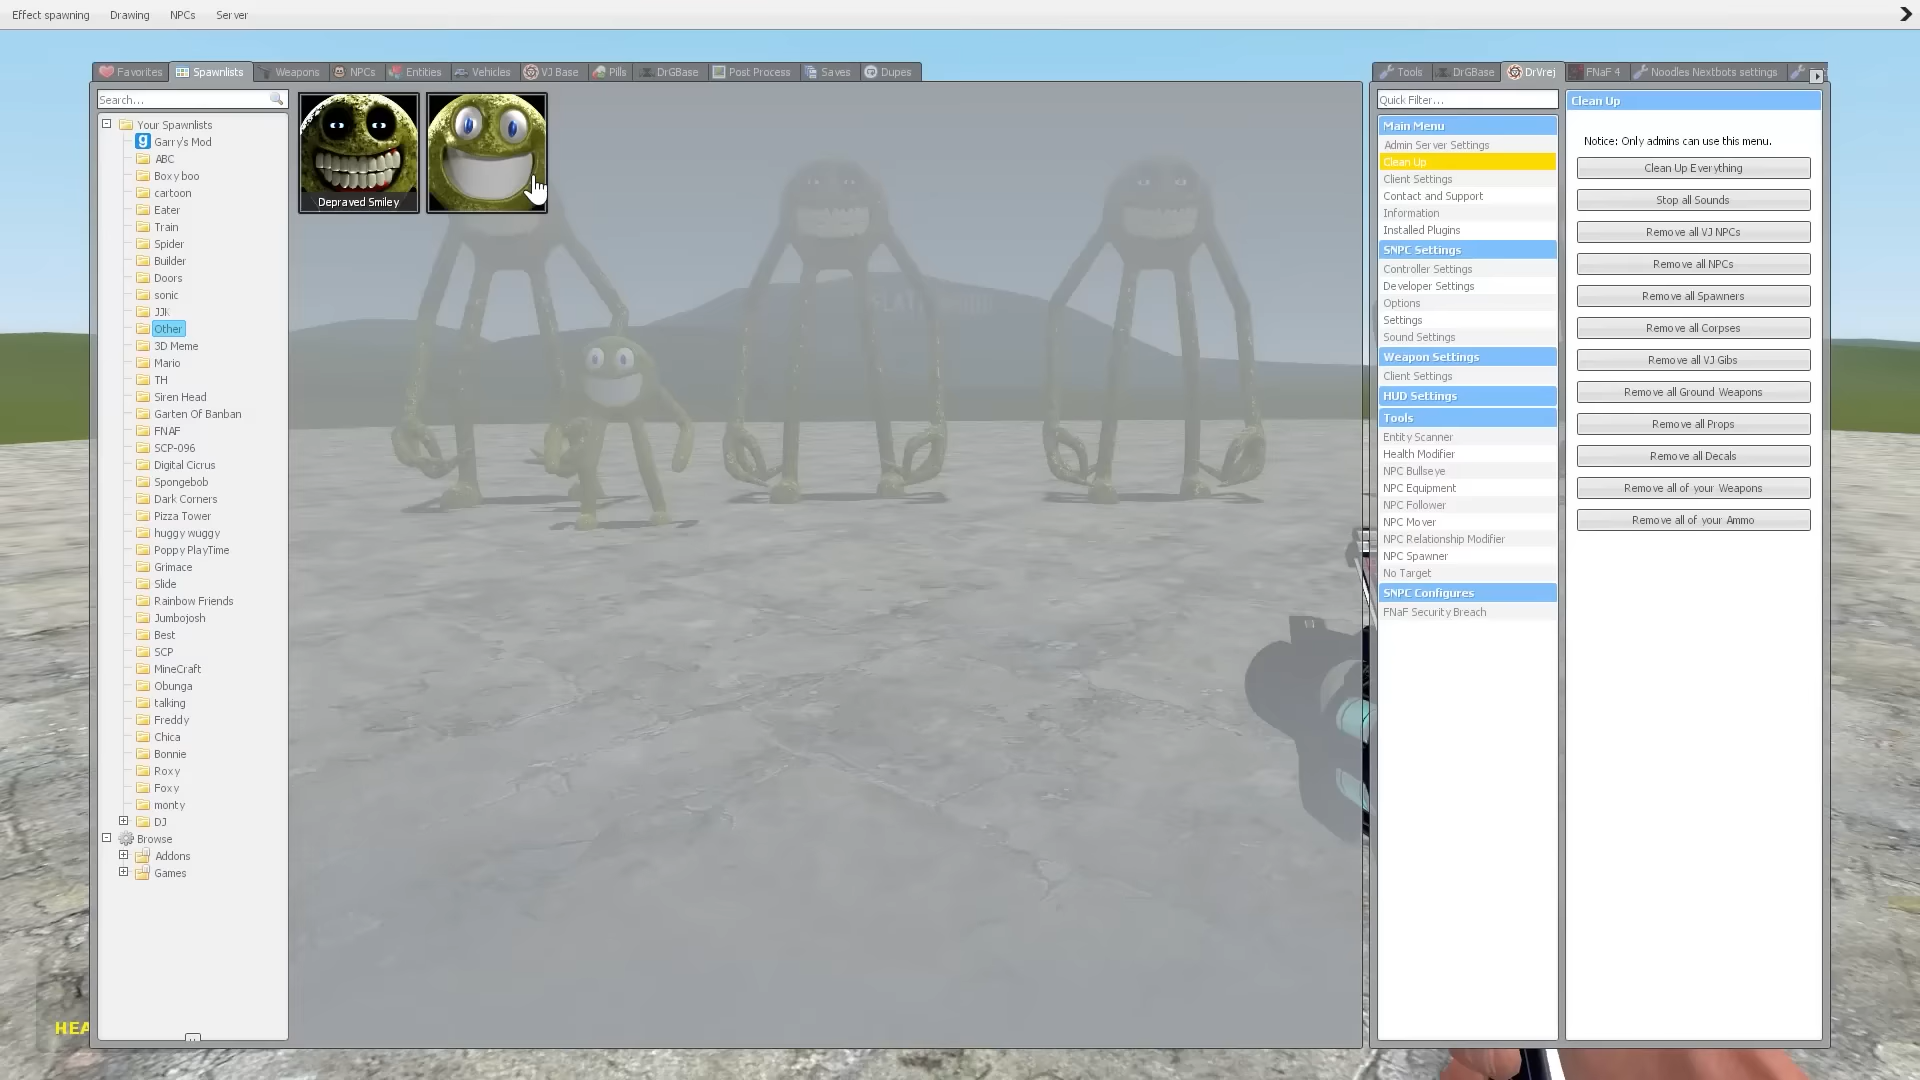 Effect spawning Drawing NPCs Server
Favorites Spawnlists Weapons NPCs Entities Vehicles VJ Base Pills DrGBase Post Process Saves Dupes
Search...
Your Spawnlists
Garry's Mod
ABC
Boxy boo
cartoon
Eater
Train
Spider
Builder
Doors
sonic
JJK
Other
3D Meme
Mario
TH
Siren Head
Garten Of Banban
FNAF
SCP-096
Digital Cicrus
Spongebob
Dark Corners
Pizza Tower
huggy wuggy
Poppy PlayTime
Grimace
Slide
Rainbow Friends
Jumbojosh
Best
SCP
MineCraft
Obunga
talking
Freddy
Chica
Bonnie
Roxy
Foxy
monty
DJ
Browse
Addons
Games
Depraved Smiley
HEA
Tools DrGBase DrVrej FNaF 4 Noodles Nextbots settings
Quick Filter...
Main Menu
Admin Server Settings
Clean Up
Client Settings
Contact and Support
Information
Installed Plugins
SNPC Settings
Controller Settings
Developer Settings
Options
Settings
Sound Settings
Weapon Settings
Client Settings
HUD Settings
Tools
Entity Scanner
Health Modifier
NPC Bullseye
NPC Equipment
NPC Follower
NPC Mover
NPC Relationship Modifier
NPC Spawner
No Target
SNPC Configures
FNaF Security Breach
Clean Up
Notice: Only admins can use this menu.
Clean Up Everything
Stop all Sounds
Remove all VJ NPCs
Remove all NPCs
Remove all Spawners
Remove all Corpses
Remove all VJ Gibs
Remove all Ground Weapons
Remove all Props
Remove all Decals
Remove all of your Weapons
Remove all of your Ammo